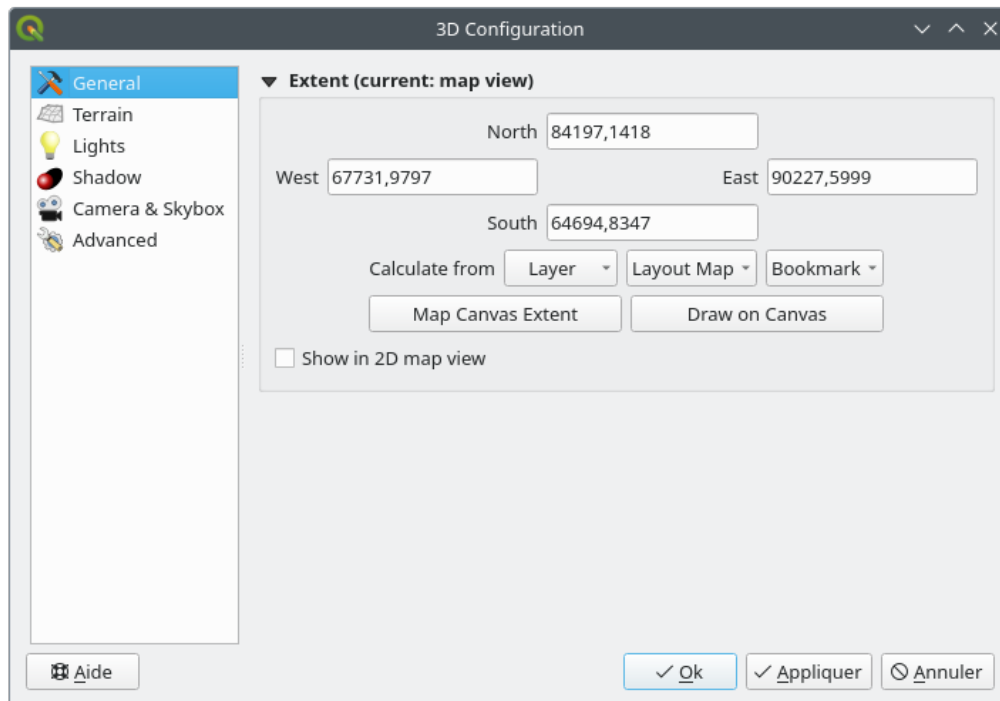 3D Configuration
General
Terrain
Lights
Shadow
Camera & Skybox
Advanced
Extent (current: map view)
North 84197,1418
West 67731,9797 East 90227,5999
South 64694,8347
Calculate from Layer Layout Map Bookmark
Map Canvas Extent Draw on Canvas
Show in 2D map view
Aide Ok Appliquer Annuler